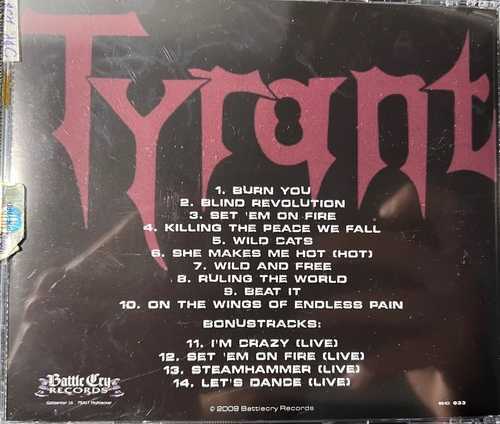 Tyrant
1. BURN YOU
2. BLIND REVOLUTION
3. SET 'EM ON FIRE
4. KILLING THE PEACE WE FALL
5. WILD CATS
6. SHE MAKES ME HOT (HOT)
7. WILD AND FREE
8. RULING THE WORLD
9. BEAT IT
10. ON THE WINGS OF ENDLESS PAIN
BONUSTRACKS:
11. I'M CRAZY (LIVE)
12. SET 'EM ON FIRE (LIVE)
13. STEAMHAMMER (LIVE)
14. LET'S DANCE (LIVE)
Battle Cry
RECORDS
© 2009 Battlecry Records
033